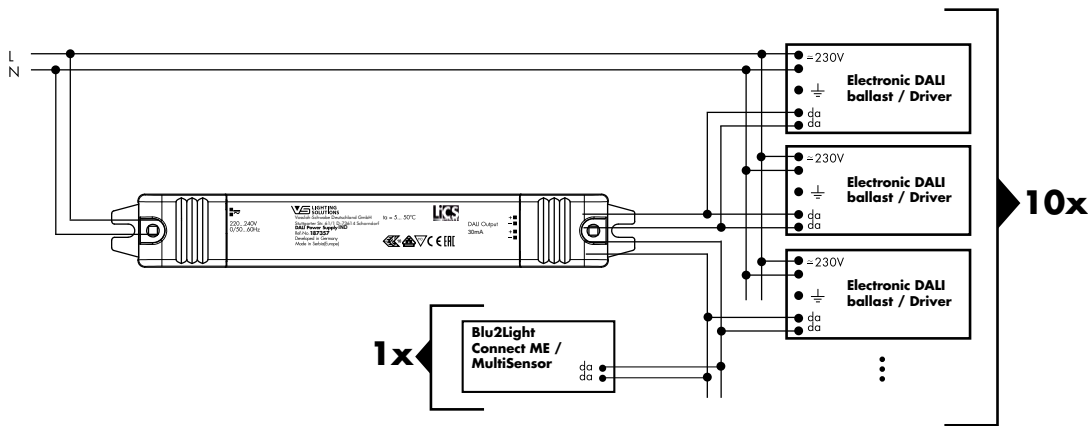 L
N
≃230V
Electronic DALI
ballast / Driver
da
da
≃230V
Electronic DALI
ballast / Driver
da
da
10x
≃230V
Electronic DALI
ballast / Driver
da
da
220...240V
0/50...60Hz
VS LIGHTING
SOLUTIONS
Vossloh-Schwabe Deutschland GmbH
DALI Power Supply IND
Ref.No. 187357
Developed in Germany
Made in Serbia(Europe)
ta = 5... 50°C
LiCS
DALI Output
30mA
1x
Blu2Light
Connect ME /
MultiSensor
da
da